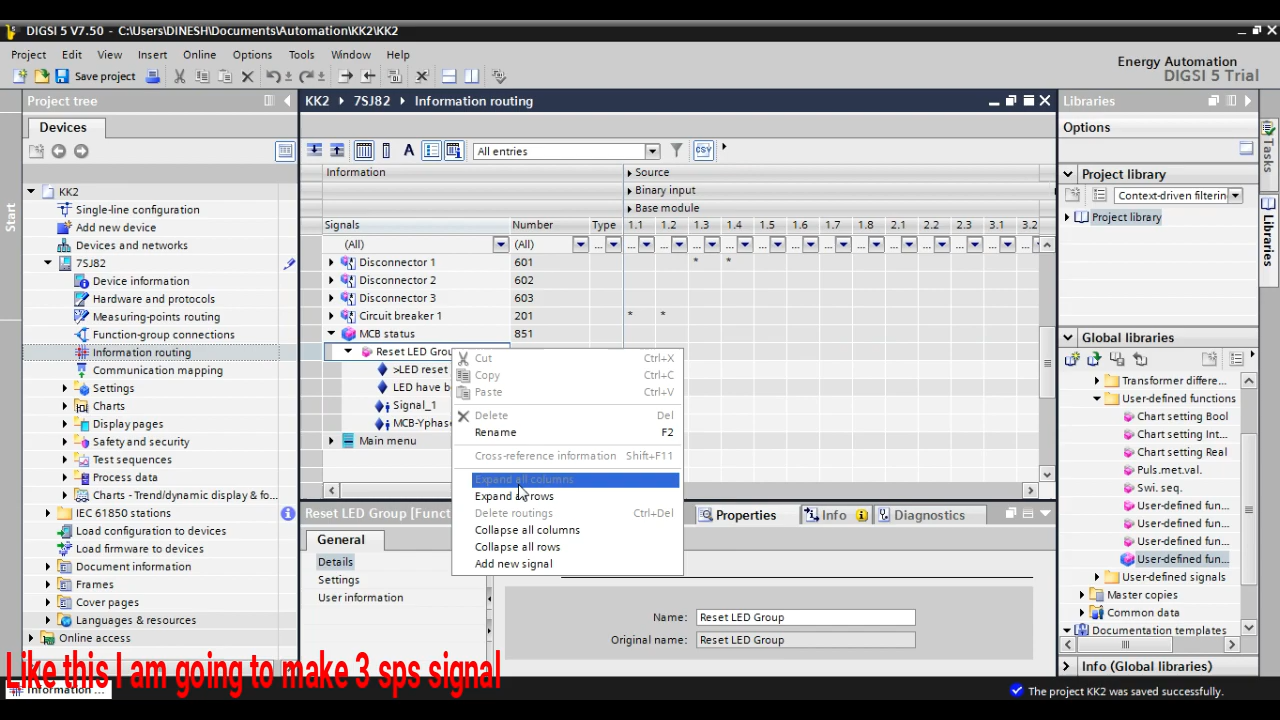 DIGSI 5 V7.50 - C:\Users\DINESH\Documents\Automation\KK2\KK2
Project Edit View Insert Online Options Tools Window Help
Save project
Energy Automation
DIGSI 5 Trial
Project tree
Devices
Start
KK2
Single-line configuration
Add new device
Devices and networks
7SJ82
Device information
Hardware and protocols
Measuring-points routing
Function-group connections
Information routing
Communication mapping
Settings
Charts
Display pages
Safety and security
Test sequences
Process data
Charts - Trend/dynamic display & fo...
IEC 61850 stations
Load configuration to devices
Load firmware to devices
Document information
Frames
Cover pages
Languages & resources
Online access
KK2 7SJ82 Information routing
All entries
CSV
Information Source
Binary input
Base module
Signals Number Type 1.1 1.2 1.3 1.4 1.5 1.6 1.7 1.8 2.1 2.2 2.3 3.1 3.2
(All) (All) ... ... ... ... ... ... ... ... ... ... ... ... ...
Disconnector 1 601 * *
Disconnector 2 602
Disconnector 3 603
Circuit breaker 1 201 * *
MCB status 851
Reset LED Grou
>LED reset
LED have b
Signal_1
MCB-Yphase
Main menu
Cut Ctrl+X
Copy Ctrl+C
Paste Ctrl+V
Delete Del
Rename F2
Cross-reference information Shift+F11
Expand all columns
Expand all rows
Delete routings Ctrl+Del
Collapse all columns
Collapse all rows
Add new signal
Reset LED Group [Funct
Properties Info Diagnostics
General
Details
Settings
User information
Name: Reset LED Group
Original name: Reset LED Group
Libraries
Options
Project library
Context-driven filterin
Project library
Global libraries
Transformer differe...
User-defined functions
Chart setting Bool
Chart setting Int...
Chart setting Real
Puls.met.val.
Swi. seq.
User-defined fun...
User-defined fun...
User-defined fun...
User-defined fun...
User-defined signals
Master copies
Common data
Documentation templates
Info (Global libraries)
Tasks
Libraries
Like this I am going to make 3 sps signal
Information ...
The project KK2 was saved successfully.